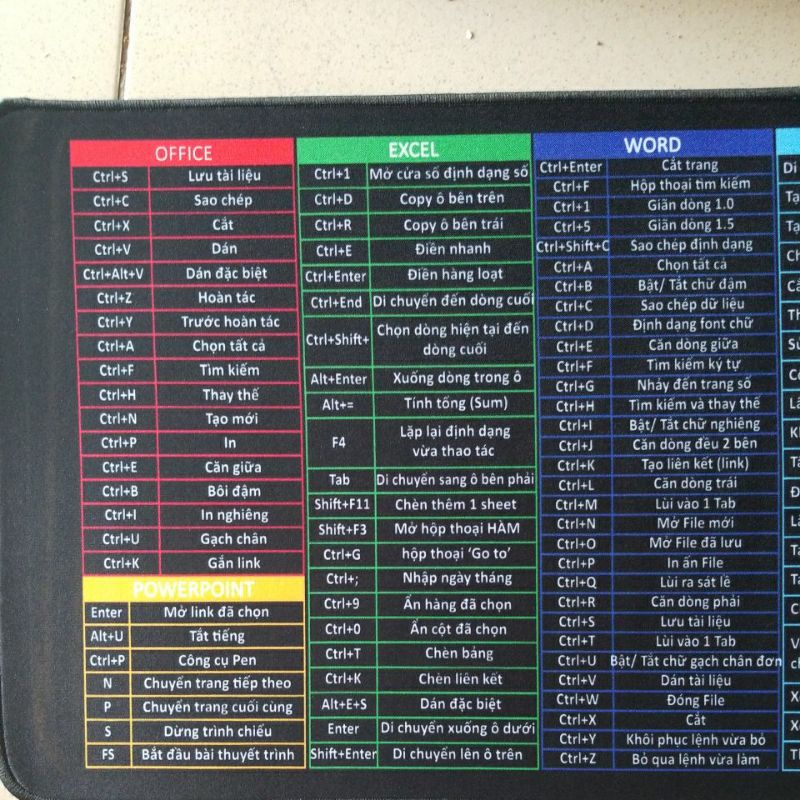 OFFICE
Ctrl+S Lưu tài liệu
Ctrl+C Sao chép
Ctrl+X Cắt
Ctrl+V Dán
Ctrl+Alt+V Dán đặc biệt
Ctrl+Z Hoàn tác
Ctrl+Y Trước hoàn tác
Ctrl+A Chọn tất cả
Ctrl+F Tìm kiếm
Ctrl+H Thay thế
Ctrl+N Tạo mới
Ctrl+P In
Ctrl+E Căn giữa
Ctrl+B Bôi đậm
Ctrl+I In nghiêng
Ctrl+U Gạch chân
Ctrl+K Gắn link
POWERPOINT
Enter Mở link đã chọn
Alt+U Tắt tiếng
Ctrl+P Công cụ Pen
N Chuyển trang tiếp theo
P Chuyển trang cuối cùng
S Dừng trình chiếu
FS Bắt đầu bài thuyết trình
EXCEL
Ctrl+1 Mở cửa sổ định dạng số
Ctrl+D Copy ô bên trên
Ctrl+R Copy ô bên trái
Ctrl+E Điền nhanh
Ctrl+Enter Điền hàng loạt
Ctrl+End Di chuyển đến dòng cuối
Ctrl+Shift+ Chọn dòng hiện tại đến
dòng cuối
Alt+Enter Xuống dòng trong ô
Alt+= Tính tổng (Sum)
F4 Lặp lại định dạng
vừa thao tác
Tab Di chuyển sang ô bên phải
Shift+F11 Chèn thêm 1 sheet
Shift+F3 Mở hộp thoại HÀM
Ctrl+G hộp thoại ‘Go to’
Ctrl+; Nhập ngày tháng
Ctrl+9 Ẩn hàng đã chọn
Ctrl+0 Ẩn cột đã chọn
Ctrl+T Chèn bảng
Ctrl+K Chèn liên kết
Alt+E+S Dán đặc biệt
Enter Di chuyển xuống ô dưới
Shift+Enter Di chuyển lên ô trên
WORD
Ctrl+Enter Cắt trang
Ctrl+F Hộp thoại tìm kiếm
Ctrl+1 Giãn dòng 1.0
Ctrl+5 Giãn dòng 1.5
Ctrl+Shift+C Sao chép định dạng
Ctrl+A Chọn tất cả
Ctrl+B Bật/ Tắt chữ đậm
Ctrl+C Sao chép dữ liệu
Ctrl+D Định dạng font chữ
Ctrl+E Căn dòng giữa
Ctrl+F Tìm kiếm ký tự
Ctrl+G Nhảy đến trang số
Ctrl+H Tìm kiếm và thay thế
Ctrl+I Bật/ Tắt chữ nghiêng
Ctrl+J Căn dòng đều 2 bên
Ctrl+K Tạo liên kết (link)
Ctrl+L Căn dòng trái
Ctrl+M Lùi vào 1 Tab
Ctrl+N Mở File mới
Ctrl+O Mở File đã lưu
Ctrl+P In ấn File
Ctrl+Q Lùi ra sát lề
Ctrl+R Căn dòng phải
Ctrl+S Lưu tài liệu
Ctrl+T Lùi vào 1 Tab
Ctrl+U Bật/ Tắt chữ gạch chân đơn
Ctrl+V Dán tài liệu
Ctrl+W Đóng File
Ctrl+X Cắt
Ctrl+Y Khôi phục lệnh vừa bỏ
Ctrl+Z Bỏ qua lệnh vừa làm
Di